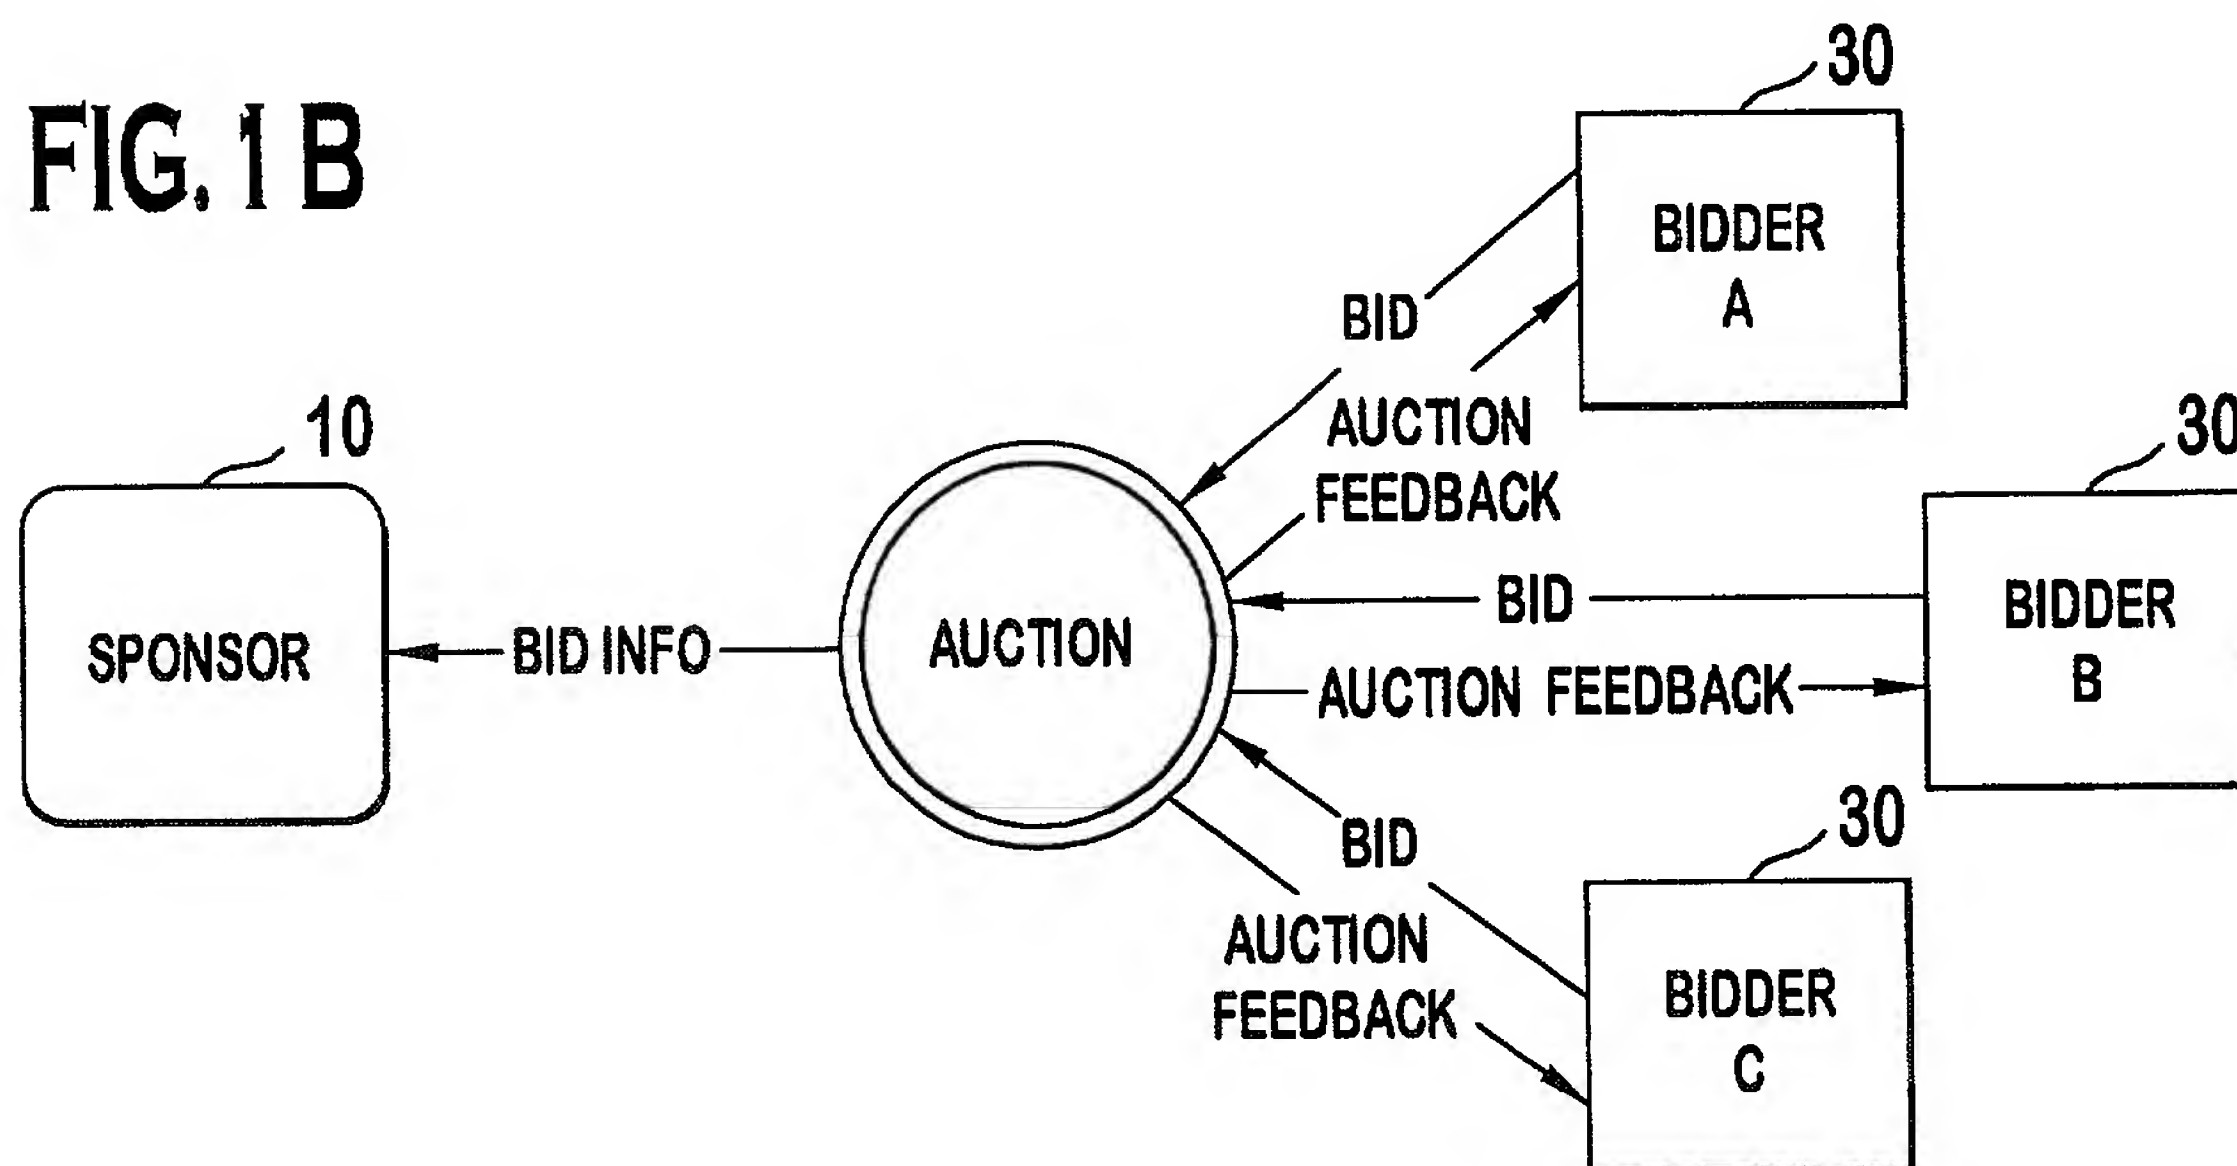 FIG. 1 B
30
BIDDER
A
BID
AUCTION
FEEDBACK
10
SPONSOR
BID INFO
AUCTION
30
BIDDER
B
BID
AUCTION FEEDBACK
30
BIDDER
C
BID
AUCTION
FEEDBACK